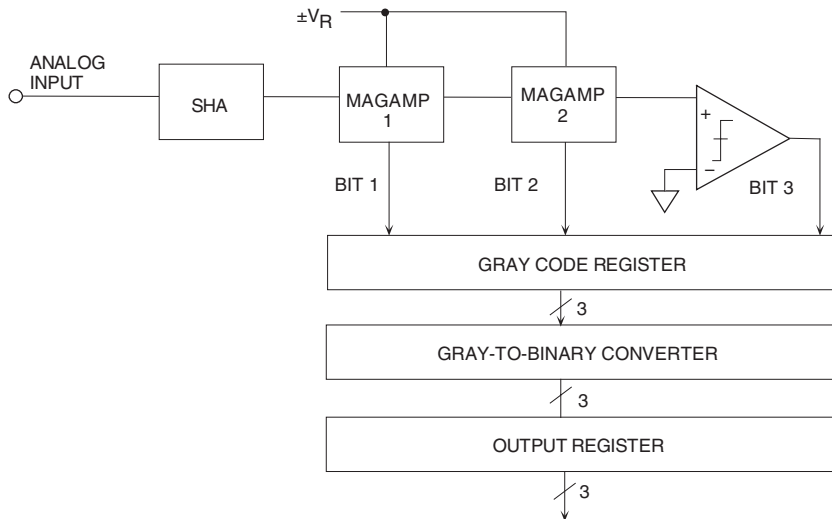 ±VR
ANALOG
INPUT
SHA
MAGAMP
1
MAGAMP
2
+
−
BIT 1
BIT 2
BIT 3
GRAY CODE REGISTER
3
GRAY-TO-BINARY CONVERTER
3
OUTPUT REGISTER
3